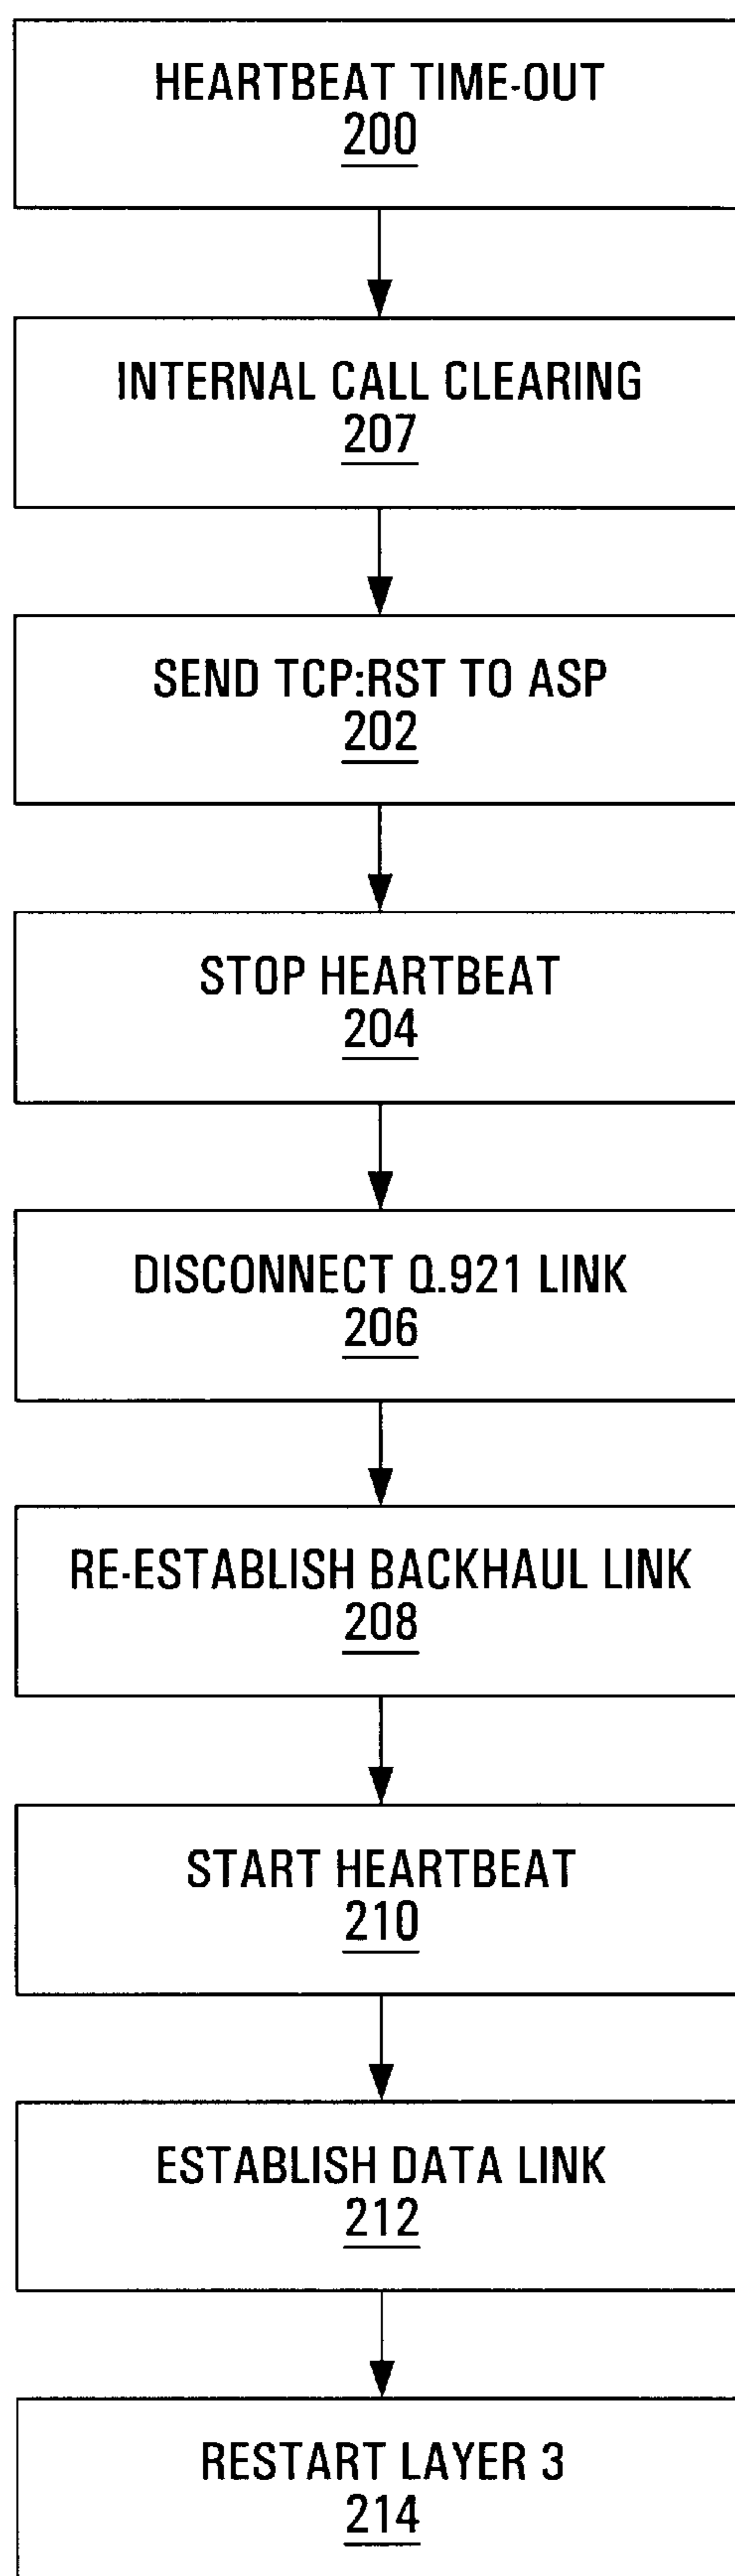 HEARTBEAT TIME-OUT
200
INTERNAL CALL CLEARING
207
SEND TCP:RST TO ASP
202
STOP HEARTBEAT
204
DISCONNECT Q.921 LINK
206
RE-ESTABLISH BACKHAUL LINK
208
START HEARTBEAT
210
ESTABLISH DATA LINK
212
RESTART LAYER 3
214